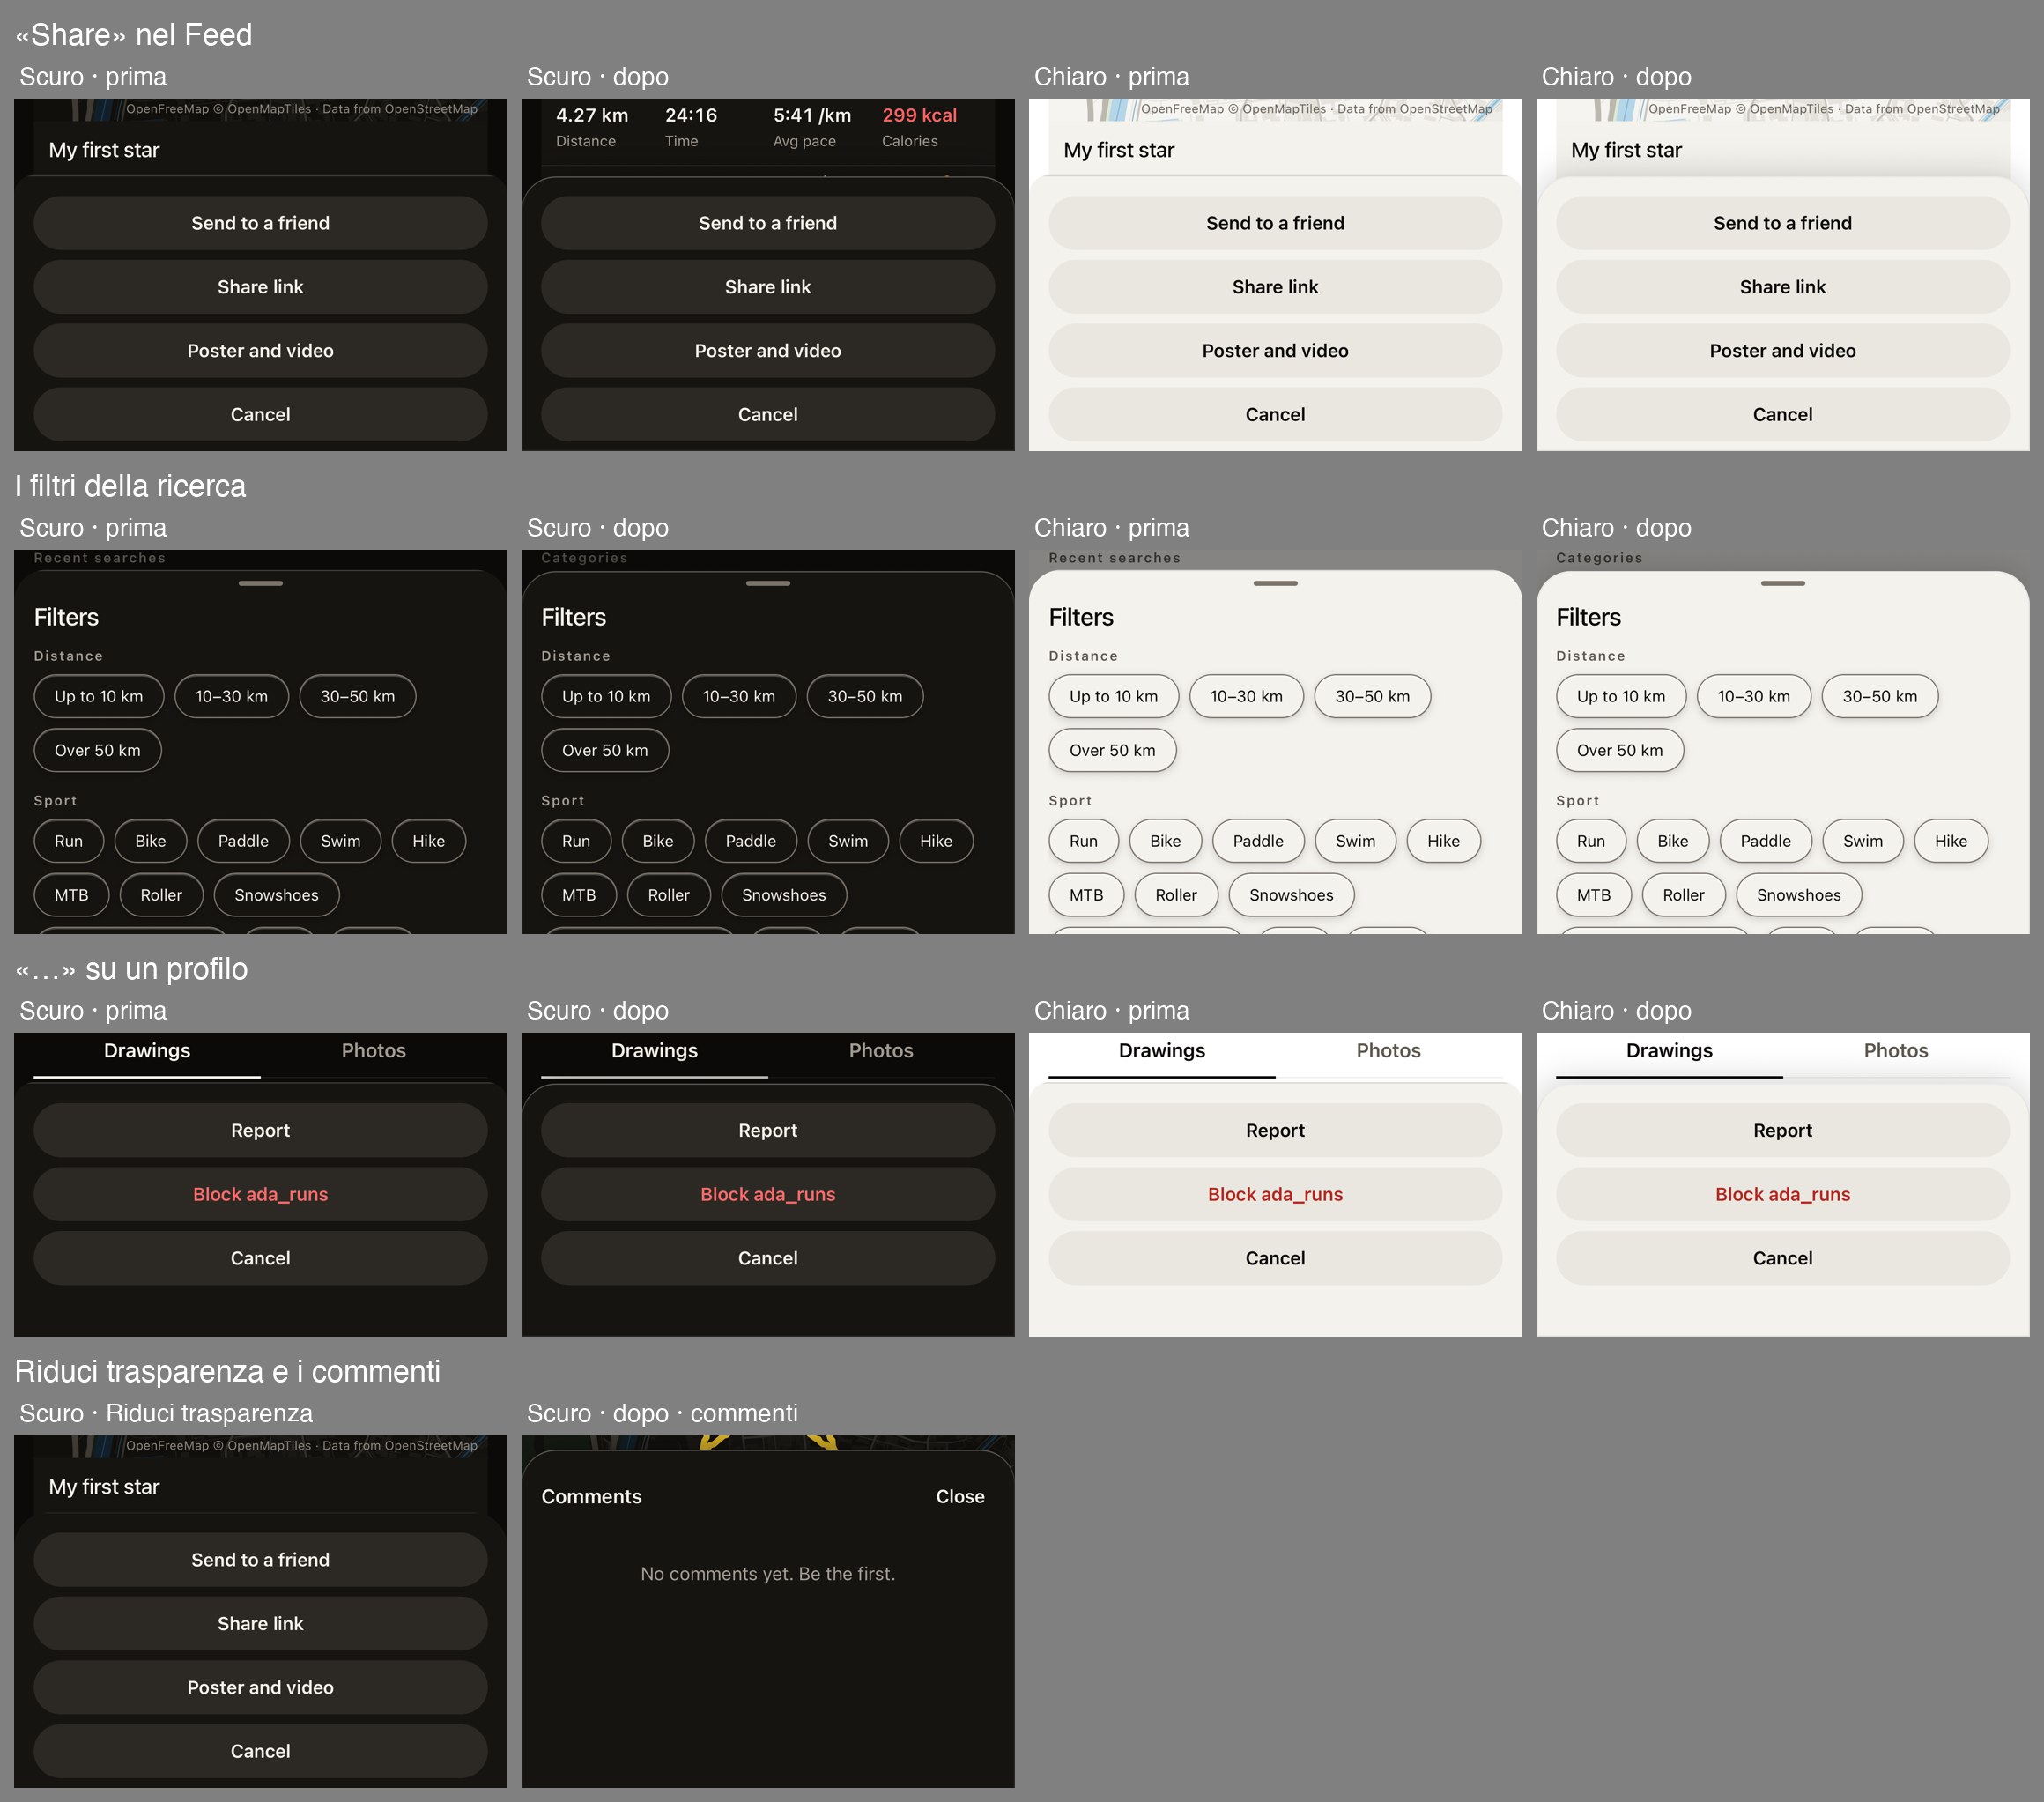 «Share» nel Feed
Scuro · prima
Scuro · dopo
Chiaro · prima
Chiaro · dopo
OpenFreeMap © OpenMapTiles · Data from OpenStreetMap
My first star
Send to a friend
Share link
Poster and video
Cancel
4.27 km 24:16 5:41 /km 299 kcal
Distance Time Avg pace Calories
Send to a friend
Share link
Poster and video
Cancel
OpenFreeMap © OpenMapTiles · Data from OpenStreetMap
My first star
Send to a friend
Share link
Poster and video
Cancel
OpenFreeMap © OpenMapTiles · Data from OpenStreetMap
My first star
Send to a friend
Share link
Poster and video
Cancel
I filtri della ricerca
Scuro · prima
Scuro · dopo
Chiaro · prima
Chiaro · dopo
Recent searches
Filters
Distance
Up to 10 km 10–30 km 30–50 km
Over 50 km
Sport
Run Bike Paddle Swim Hike
MTB Roller Snowshoes
Categories
Filters
Distance
Up to 10 km 10–30 km 30–50 km
Over 50 km
Sport
Run Bike Paddle Swim Hike
MTB Roller Snowshoes
Recent searches
Filters
Distance
Up to 10 km 10–30 km 30–50 km
Over 50 km
Sport
Run Bike Paddle Swim Hike
MTB Roller Snowshoes
Categories
Filters
Distance
Up to 10 km 10–30 km 30–50 km
Over 50 km
Sport
Run Bike Paddle Swim Hike
MTB Roller Snowshoes
«…» su un profilo
Scuro · prima
Scuro · dopo
Chiaro · prima
Chiaro · dopo
Drawings Photos
Report
Block ada_runs
Cancel
Drawings Photos
Report
Block ada_runs
Cancel
Drawings Photos
Report
Block ada_runs
Cancel
Drawings Photos
Report
Block ada_runs
Cancel
Riduci trasparenza e i commenti
Scuro · Riduci trasparenza
Scuro · dopo · commenti
OpenFreeMap © OpenMapTiles · Data from OpenStreetMap
My first star
Send to a friend
Share link
Poster and video
Cancel
Comments Close
No comments yet. Be the first.